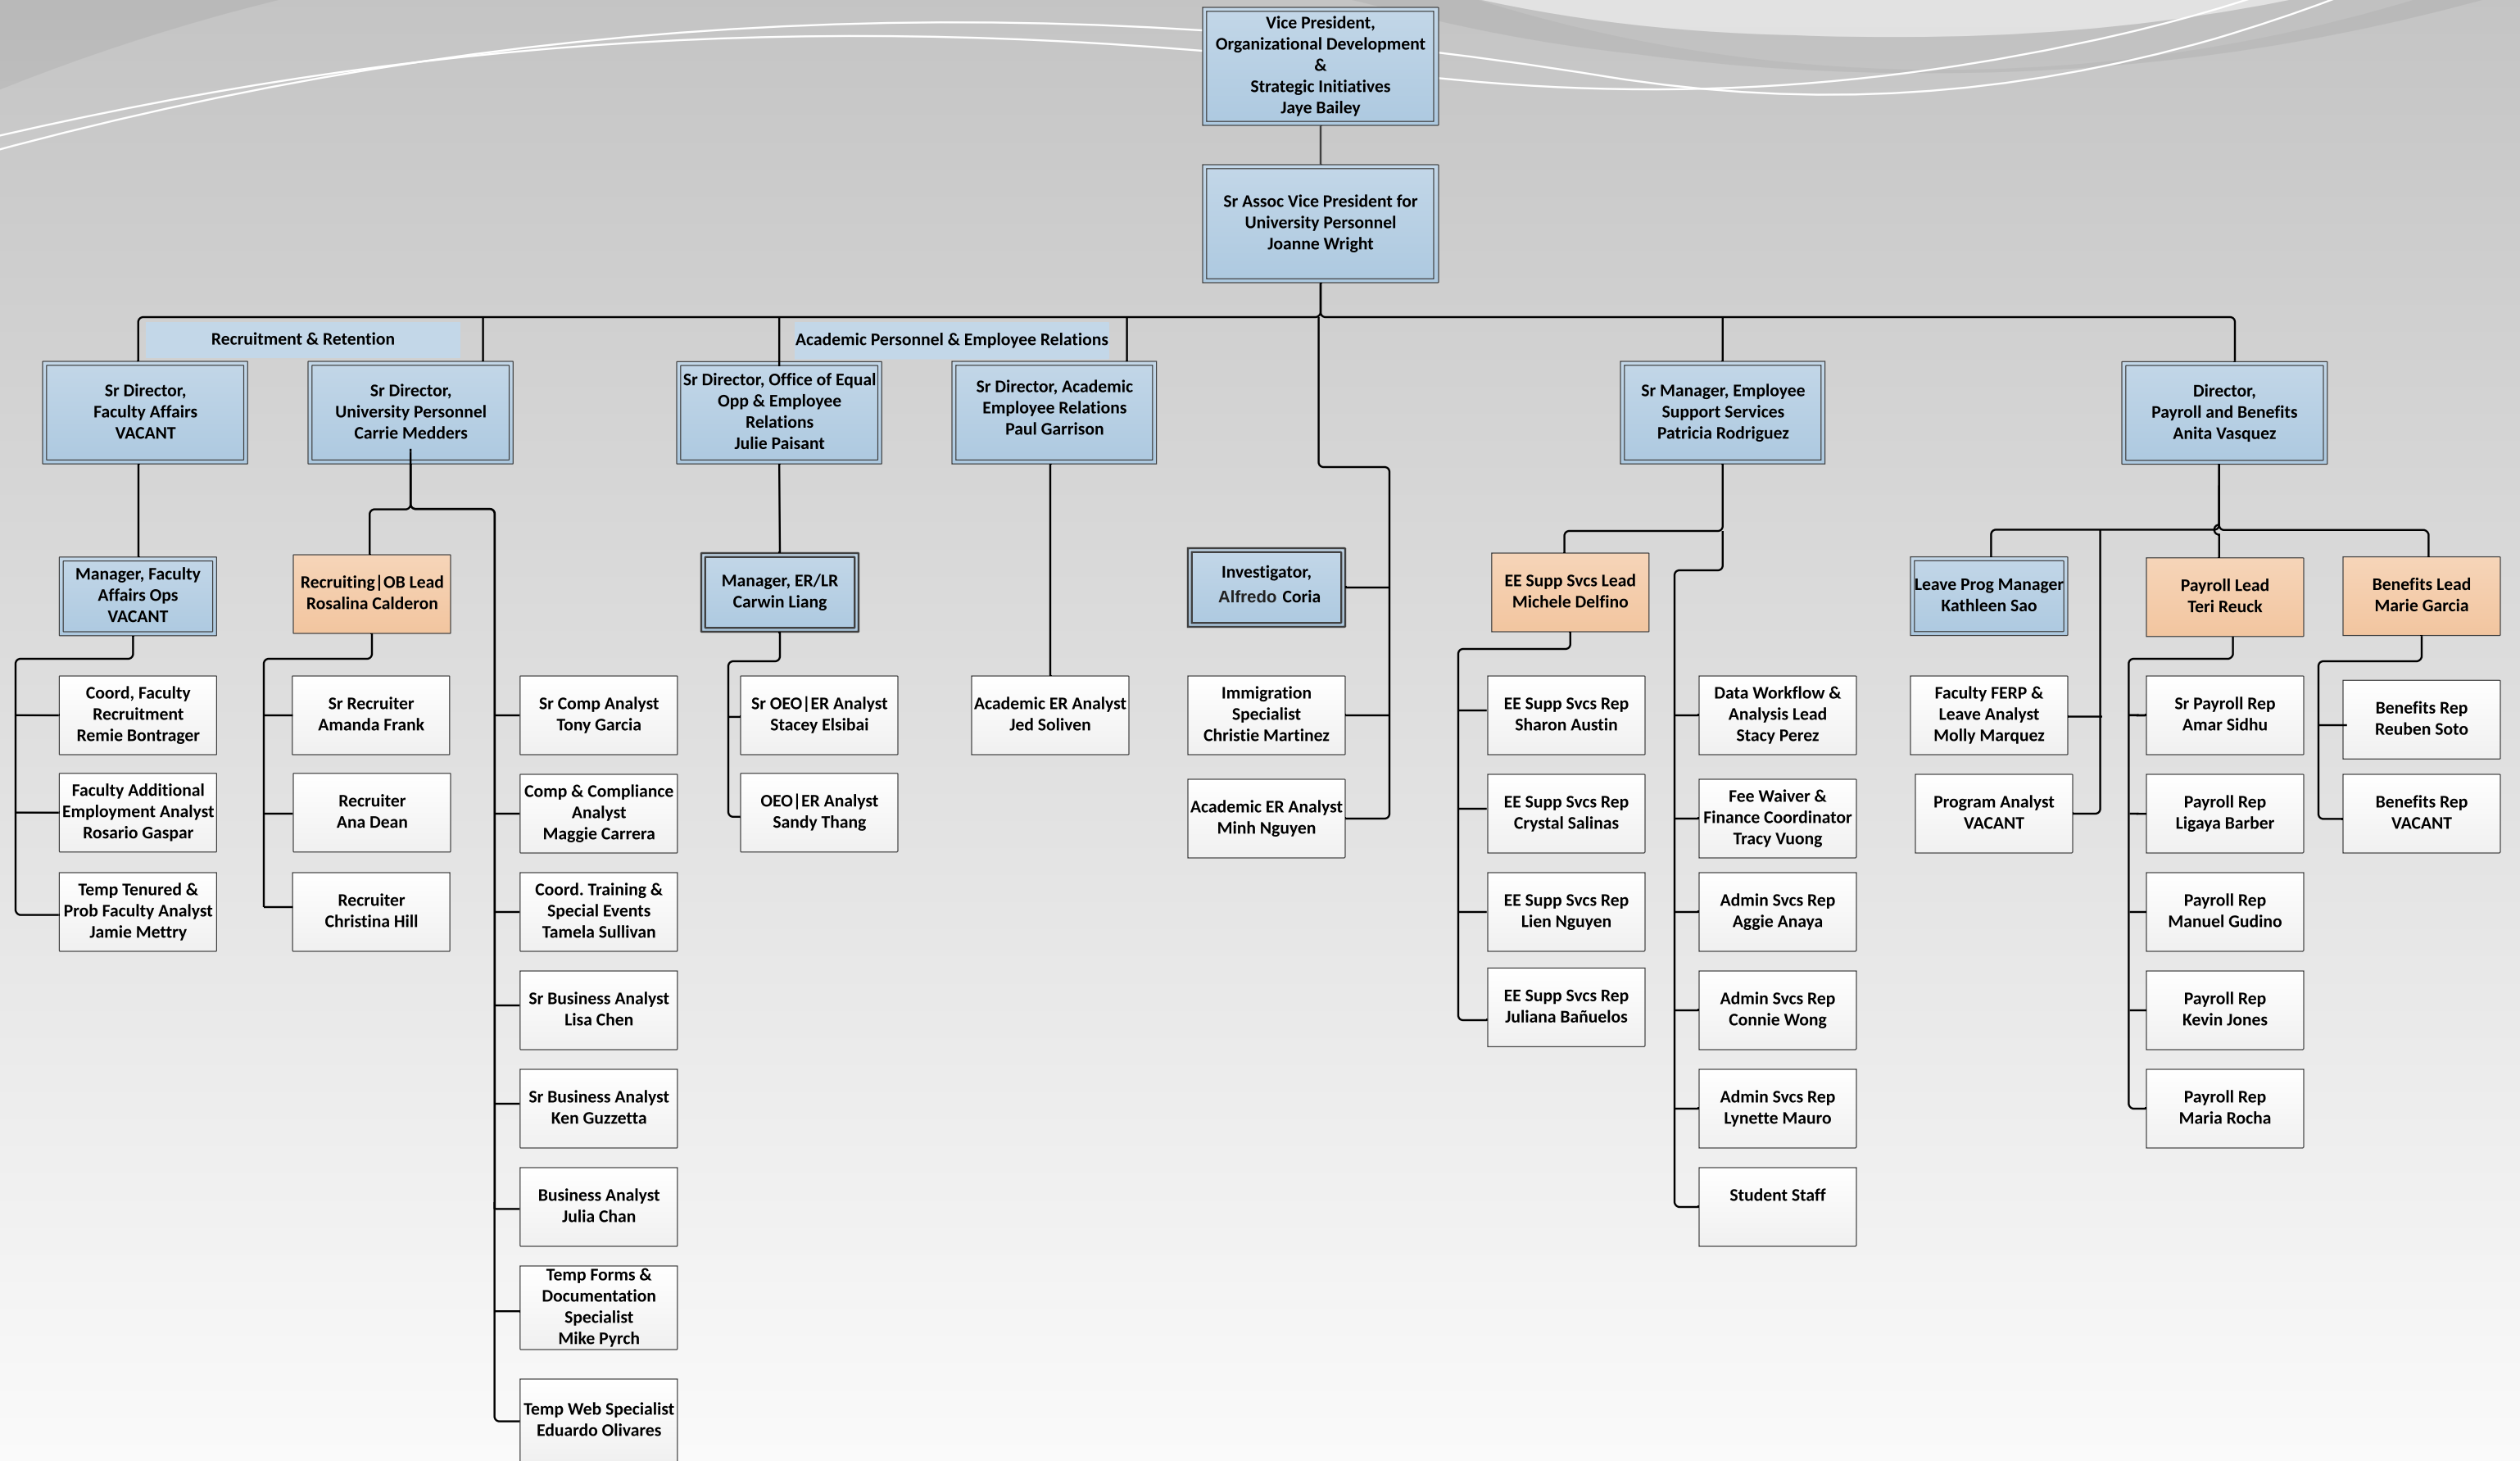 Vice President,
Organizational Development
&
Strategic Initiatives
Jaye Bailey
Sr Assoc Vice President for
University Personnel
Joanne Wright
Recruitment & Retention
Academic Personnel & Employee Relations
Sr Director,
Faculty Affairs
VACANT
Sr Director,
University Personnel
Carrie Medders
Sr Director, Office of Equal
Opp & Employee
Relations
Julie Paisant
Sr Director, Academic
Employee Relations
Paul Garrison
Sr Manager, Employee
Support Services
Patricia Rodriguez
Director,
Payroll and Benefits
Anita Vasquez
Manager, Faculty
Affairs Ops
VACANT
Recruiting|OB Lead
Rosalina Calderon
Manager, ER/LR
Carwin Liang
Investigator,
Alfredo Coria
EE Supp Svcs Lead
Michele Delfino
Leave Prog Manager
Kathleen Sao
Payroll Lead
Teri Reuck
Benefits Lead
Marie Garcia
Coord, Faculty
Recruitment
Remie Bontrager
Sr Recruiter
Amanda Frank
Sr Comp Analyst
Tony Garcia
Sr OEO|ER Analyst
Stacey Elsibai
Academic ER Analyst
Jed Soliven
Immigration
Specialist
Christie Martinez
EE Supp Svcs Rep
Sharon Austin
Data Workflow &
Analysis Lead
Stacy Perez
Faculty FERP &
Leave Analyst
Molly Marquez
Sr Payroll Rep
Amar Sidhu
Benefits Rep
Reuben Soto
Faculty Additional
Employment Analyst
Rosario Gaspar
Recruiter
Ana Dean
Comp & Compliance
Analyst
Maggie Carrera
OEO|ER Analyst
Sandy Thang
Academic ER Analyst
Minh Nguyen
EE Supp Svcs Rep
Crystal Salinas
Fee Waiver &
Finance Coordinator
Tracy Vuong
Program Analyst
VACANT
Payroll Rep
Ligaya Barber
Benefits Rep
VACANT
Temp Tenured &
Prob Faculty Analyst
Jamie Mettry
Recruiter
Christina Hill
Coord. Training &
Special Events
Tamela Sullivan
EE Supp Svcs Rep
Lien Nguyen
Admin Svcs Rep
Aggie Anaya
Payroll Rep
Manuel Gudino
Sr Business Analyst
Lisa Chen
EE Supp Svcs Rep
Juliana Bañuelos
Admin Svcs Rep
Connie Wong
Payroll Rep
Kevin Jones
Sr Business Analyst
Ken Guzzetta
Admin Svcs Rep
Lynette Mauro
Payroll Rep
Maria Rocha
Business Analyst
Julia Chan
Student Staff
Temp Forms &
Documentation
Specialist
Mike Pyrch
Temp Web Specialist
Eduardo Olivares